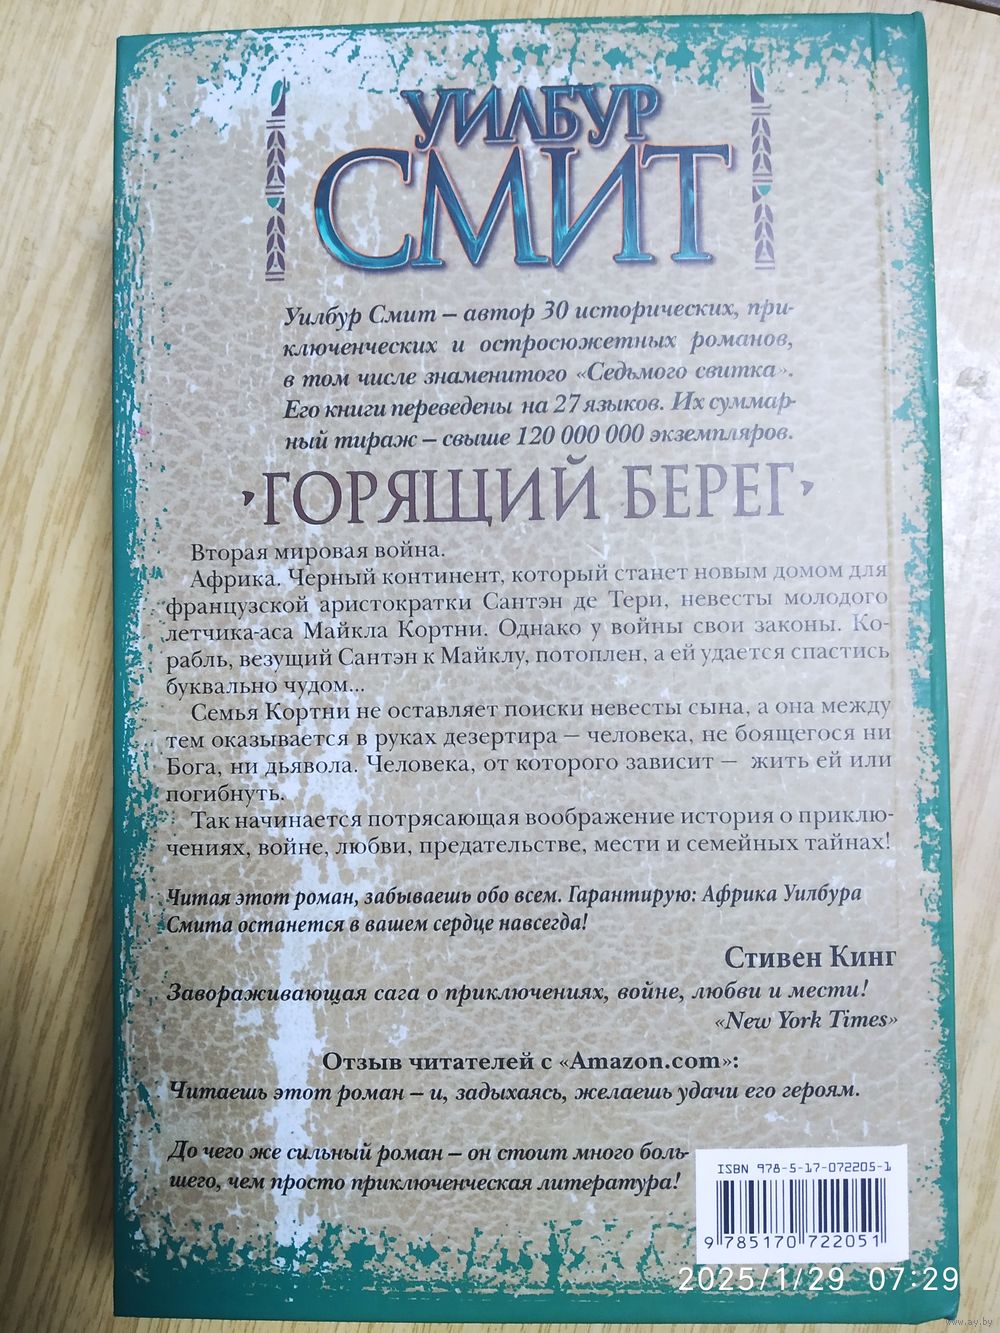 УИЛБУР
СМИТ
Уилбур Смит – автор 30 исторических, при-
ключенческих и остросюжетных романов,
в том числе знаменитого «Седьмого свитка».
Его книги переведены на 27 языков. Их суммар-
ный тираж – свыше 120 000 000 экземпляров.
ГОРЯЩИЙ БЕРЕГ
Вторая мировая война.
Африка. Черный континент, который станет новым домом для
французской аристократки Сантэн де Тери, невесты молодого
летчика-аса Майкла Кортни. Однако у войны свои законы. Ко-
рабль, везущий Сантэн к Майклу, потоплен, а ей удается спастись
буквально чудом...
Семья Кортни не оставляет поиски невесты сына, а она между
тем оказывается в руках дезертира – человека, не боящегося ни
Бога, ни дьявола. Человека, от которого зависит – жить ей или
погибнуть.
Так начинается потрясающая воображение история о приклю-
чениях, войне, любви, предательстве, мести и семейных тайнах!
Читая этот роман, забываешь обо всем. Гарантирую: Африка Уилбура
Смита останется в вашем сердце навсегда!
Стивен Кинг
Завораживающая сага о приключениях, войне, любви и мести!
«New York Times»
Отзыв читателей с «Amazon.com»:
Читаешь этот роман – и, задыхаясь, желаешь удачи его героям.
До чего же сильный роман – он стоит много боль-
шего, чем просто приключенческая литература!
ISBN 978-5-17-072205-1
9 785170 722051
2025/1/29 07:29
www.ay.by